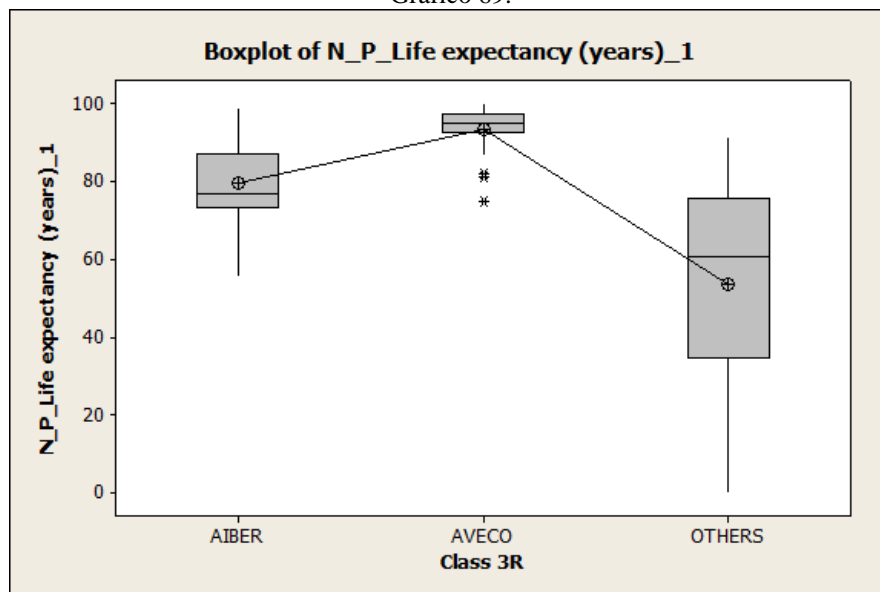 Gráfico 89.
Boxplot of N_P_Life expectancy (years)_1
N_P_Life expectancy (years)_1
100
80
60
40
20
0
AIBER
AVECO
OTHERS
Class 3R